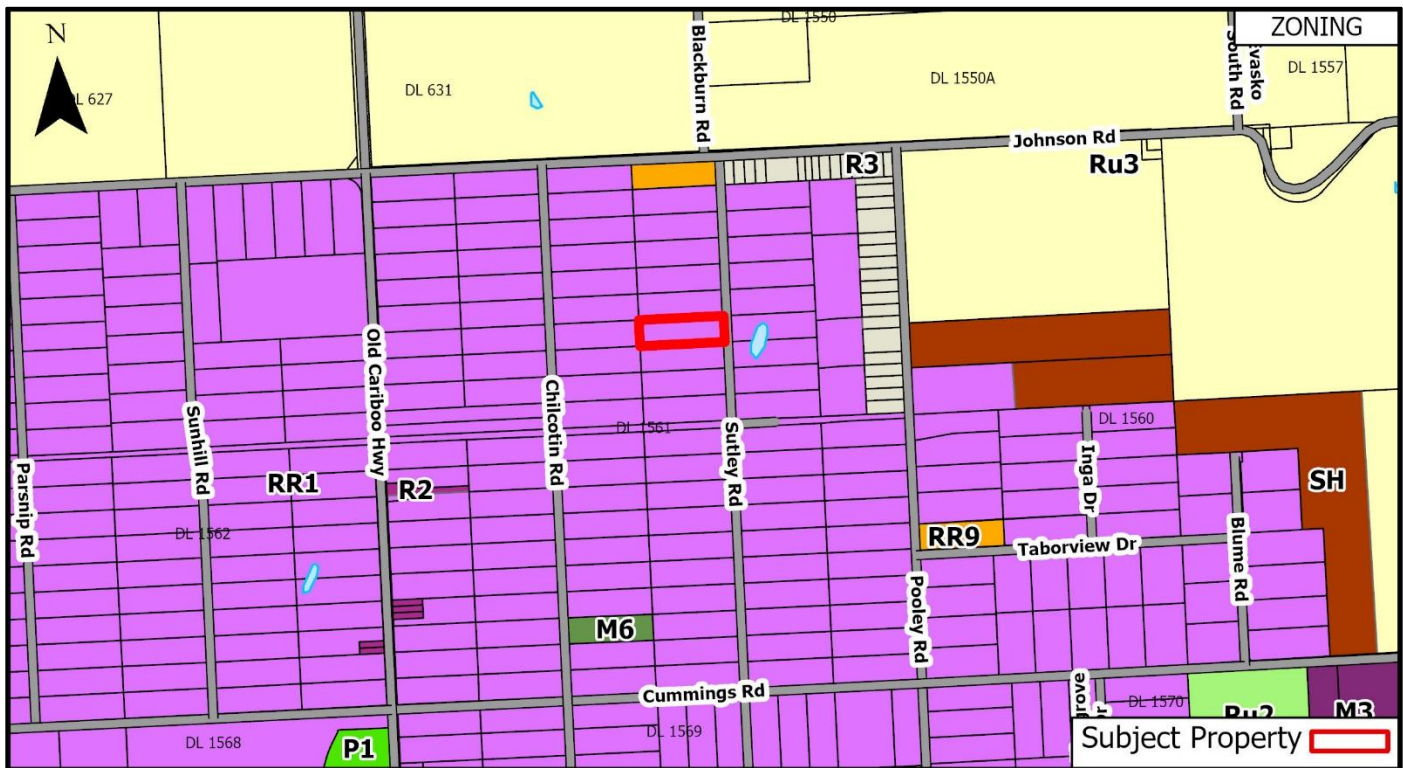 ZONING
N
DL 1550
Blackburn Rd
South Rd
Evasko
DL 1557
DL 627
DL 631
DL 1550A
Johnson Rd
R3
Ru3
Old Cariboo Hwy
Chilcotin Rd
Sunhill Rd
Sutley Rd
DL 1561
DL 1560
Inga Dr
Parsnip Rd
RR1
R2
SH
DL 1562
RR9
Taborview Dr
Blume Rd
Pooley Rd
M6
Cummings Rd
DL 1570
Ru2
M3
DL 1568
P1
DL 1569
Subject Property